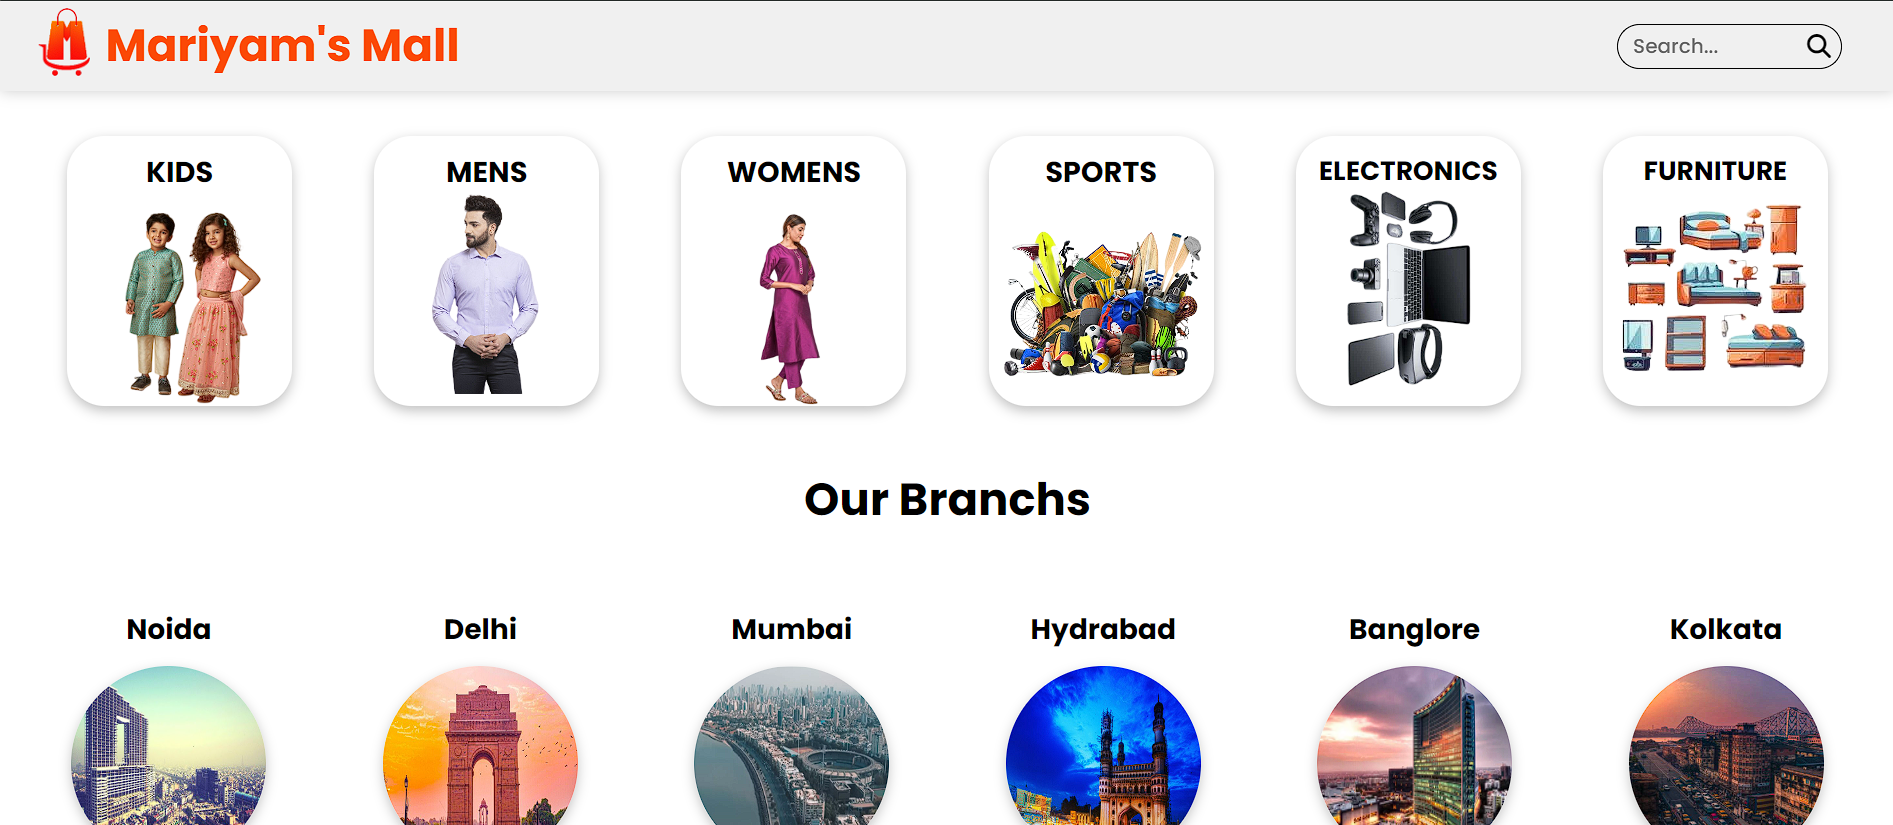 Mariyam's Mall
Search...
KIDS
MENS
WOMENS
SPORTS
ELECTRONICS
FURNITURE
Our Branchs
Noida
Delhi
Mumbai
Hydrabad
Banglore
Kolkata